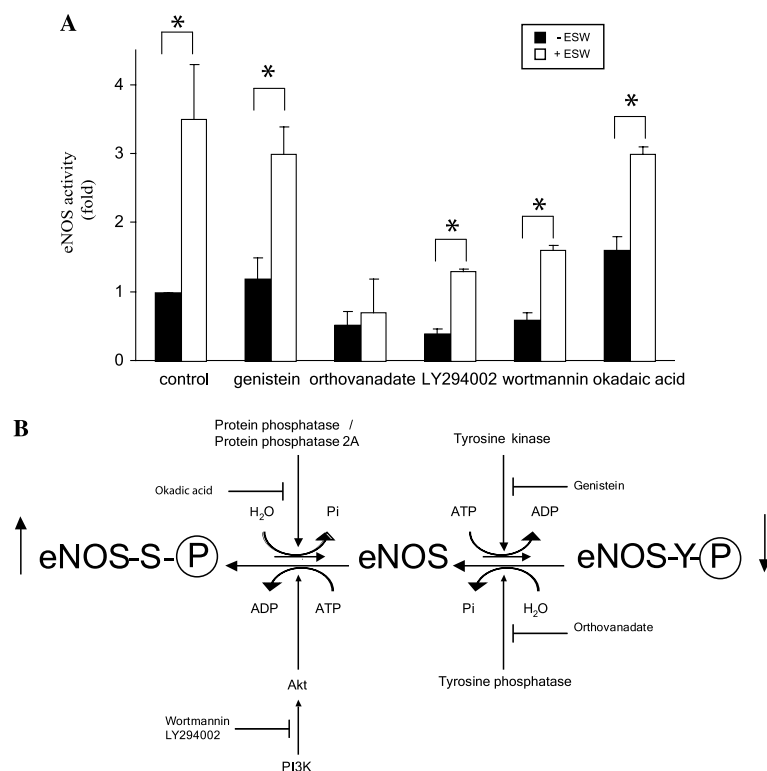 A
*
*
*
*
*
- ESW
+ ESW
eNOS activity
(fold)
4
3
2
1
0
control genistein orthovanadate LY294002 wortmannin okadaic acid
B
Protein phosphatase /
Protein phosphatase 2A
Tyrosine kinase
Okadic acid
Genistein
H2O Pi
ATP ADP
eNOS-S-P
eNOS
eNOS-Y-P
ADP ATP
Pi H2O
Orthovanadate
Akt
Tyrosine phosphatase
Wortmannin
LY294002
PI3K